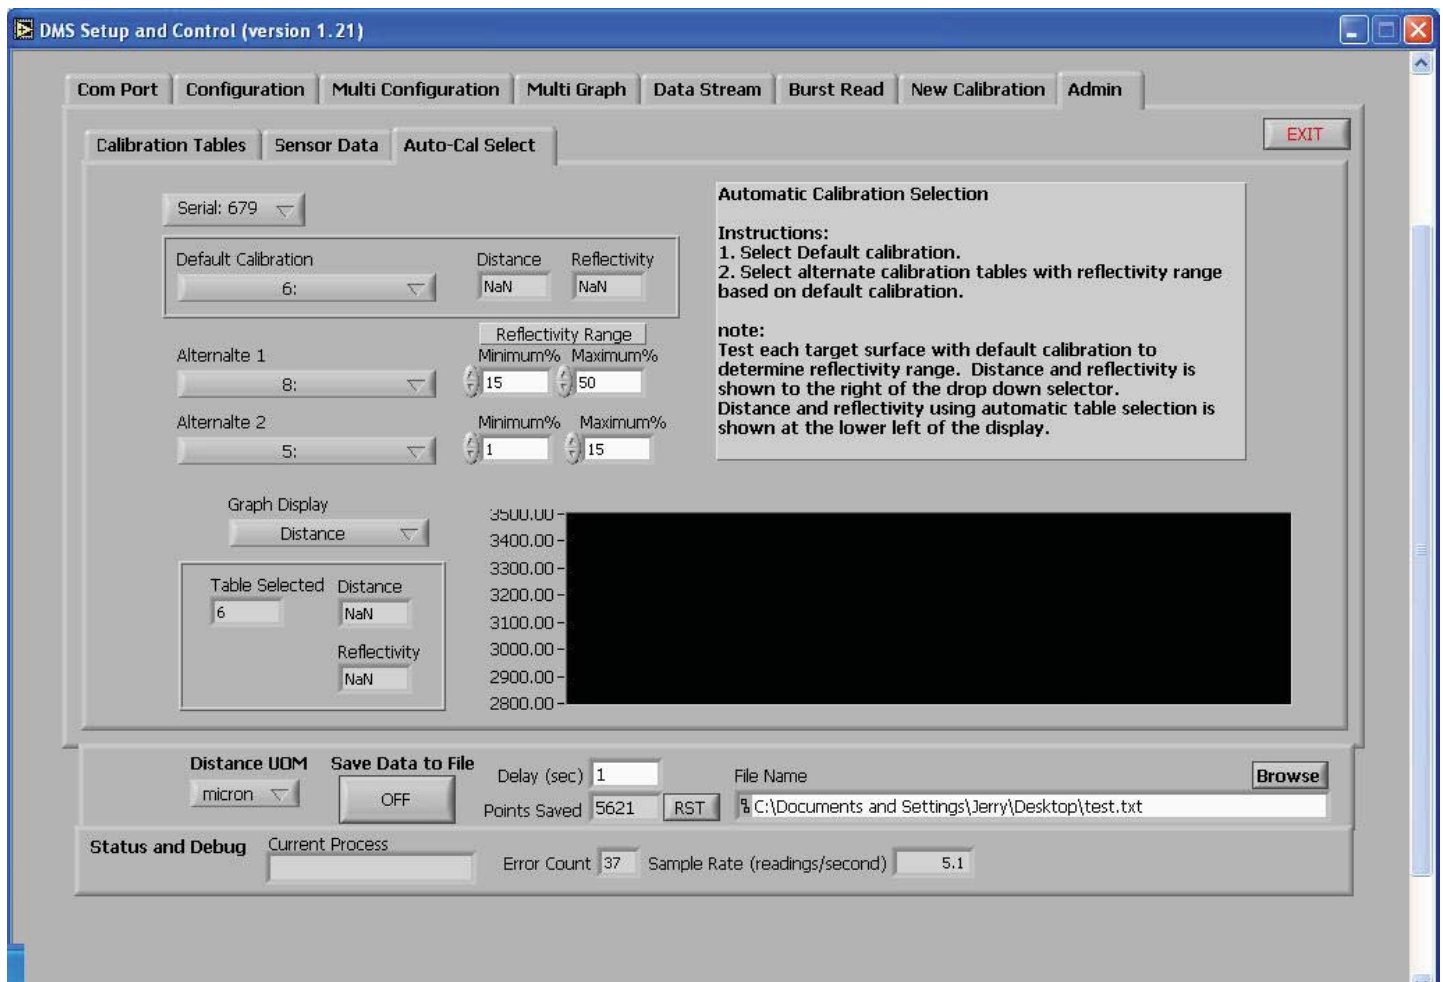 DMS Setup and Control (version 1.21)
Com Port Configuration Multi Configuration Multi Graph Data Stream Burst Read New Calibration Admin
EXIT
Calibration Tables Sensor Data Auto-Cal Select
Serial: 679
Default Calibration Distance Reflectivity
6: NaN NaN
Reflectivity Range
Alternalte 1 Minimum% Maximum%
8: 15 50
Alternalte 2 Minimum% Maximum%
5: 1 15
Automatic Calibration Selection
Instructions:
1. Select Default calibration.
2. Select alternate calibration tables with reflectivity range
based on default calibration.
note:
Test each target surface with default calibration to
determine reflectivity range. Distance and reflectivity is
shown to the right of the drop down selector.
Distance and reflectivity using automatic table selection is
shown at the lower left of the display.
Graph Display
Distance
Table Selected Distance
6 NaN
Reflectivity
NaN
3500.00
3400.00
3300.00
3200.00
3100.00
3000.00
2900.00
2800.00
Distance UOM Save Data to File Delay (sec) 1 File Name Browse
micron OFF Points Saved 5621 RST C:\Documents and Settings\Jerry\Desktop\test.txt
Status and Debug Current Process Error Count 37 Sample Rate (readings/second) 5.1